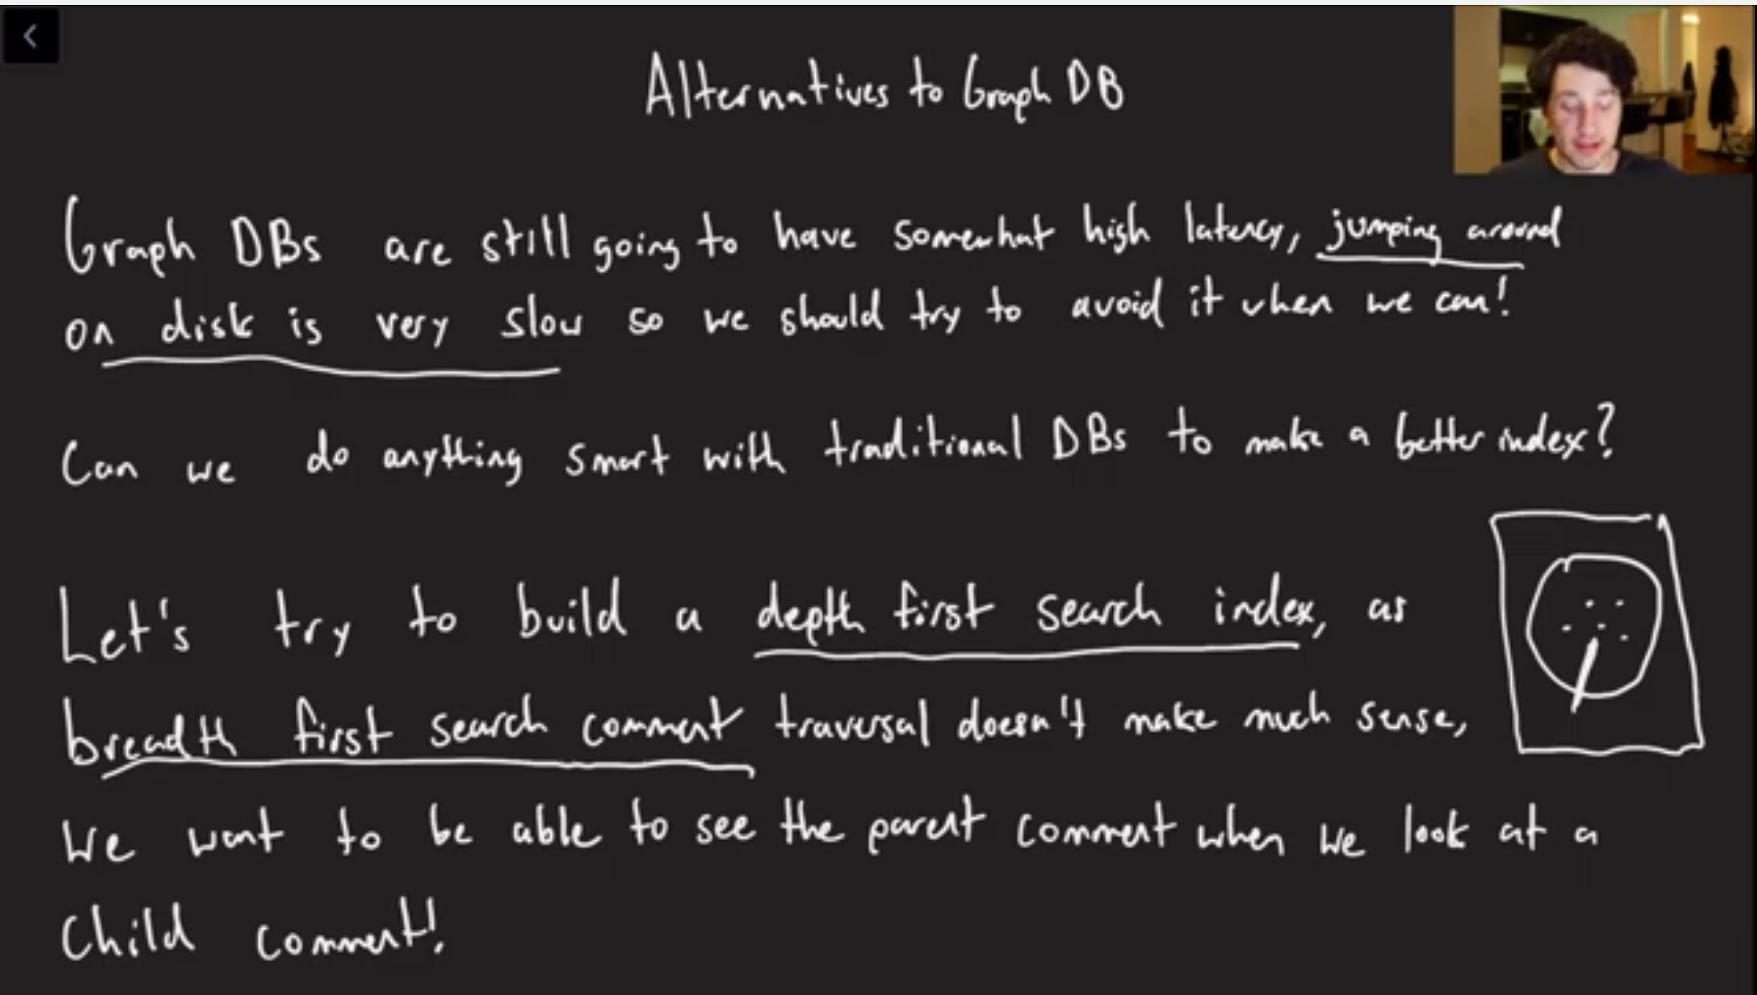 Alternatives to Graph DB
Graph DBs are still going to have somewhat high latency, jumping around
on disk is very slow so we should try to avoid it when we can!
Can we do anything smart with traditional DBs to make a better index?
Let's try to build a depth first search index, as
breadth first search comment traversal doesn't make much sense,
we want to be able to see the parent comment when we look at a
child comment!